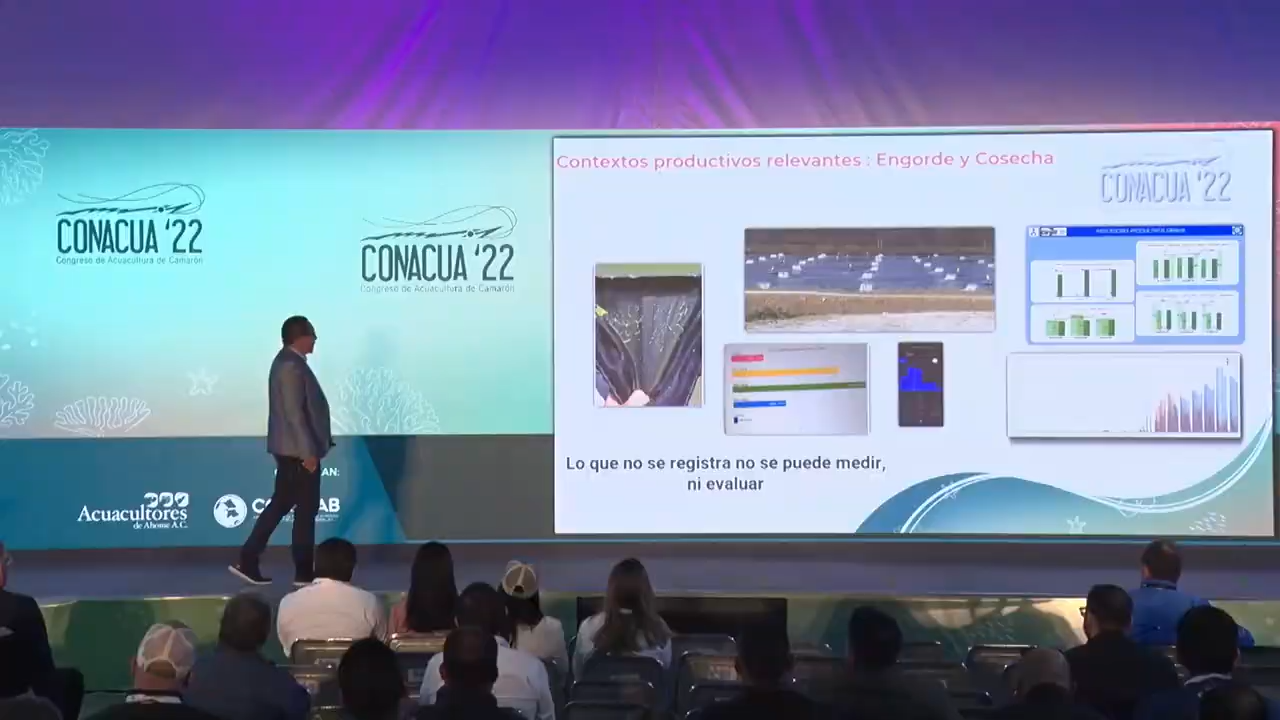 CONACUA '22
Congreso de Acuacultura de Camarón
CONACUA '22
Congreso de Acuacultura de Camarón
Acuacultores
de Ahome A.C.
Contextos productivos relevantes : Engorde y Cosecha
CONACUA '22
Lo que no se registra no se puede medir,
ni evaluar